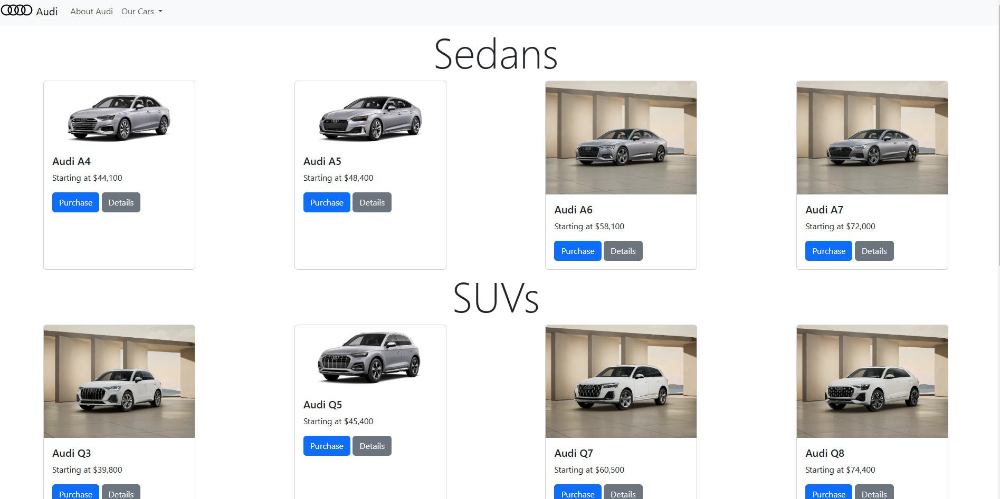 Audi About Audi Our Cars
Sedans
Audi A4
Starting at $44,100
Purchase Details
Audi A5
Starting at $48,400
Purchase Details
Audi A6
Starting at $58,100
Purchase Details
Audi A7
Starting at $72,000
Purchase Details
SUVs
Audi Q3
Starting at $39,800
Purchase Details
Audi Q5
Starting at $45,400
Purchase Details
Audi Q7
Starting at $60,500
Purchase Details
Audi Q8
Starting at $74,400
Purchase Details